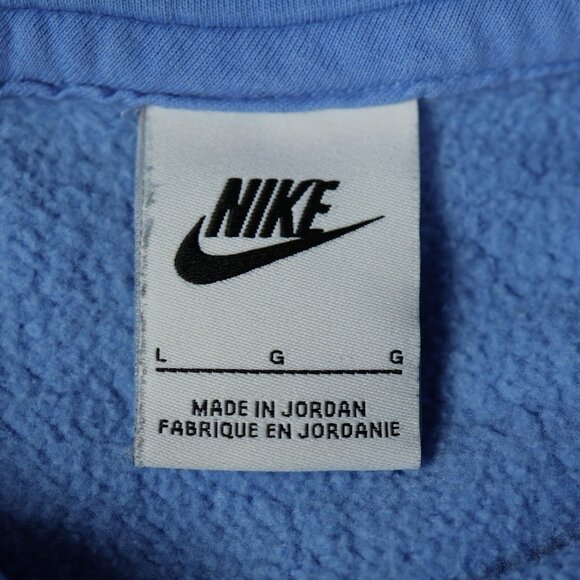 NIKE
L G G
MADE IN JORDAN
FABRIQUE EN JORDANIE